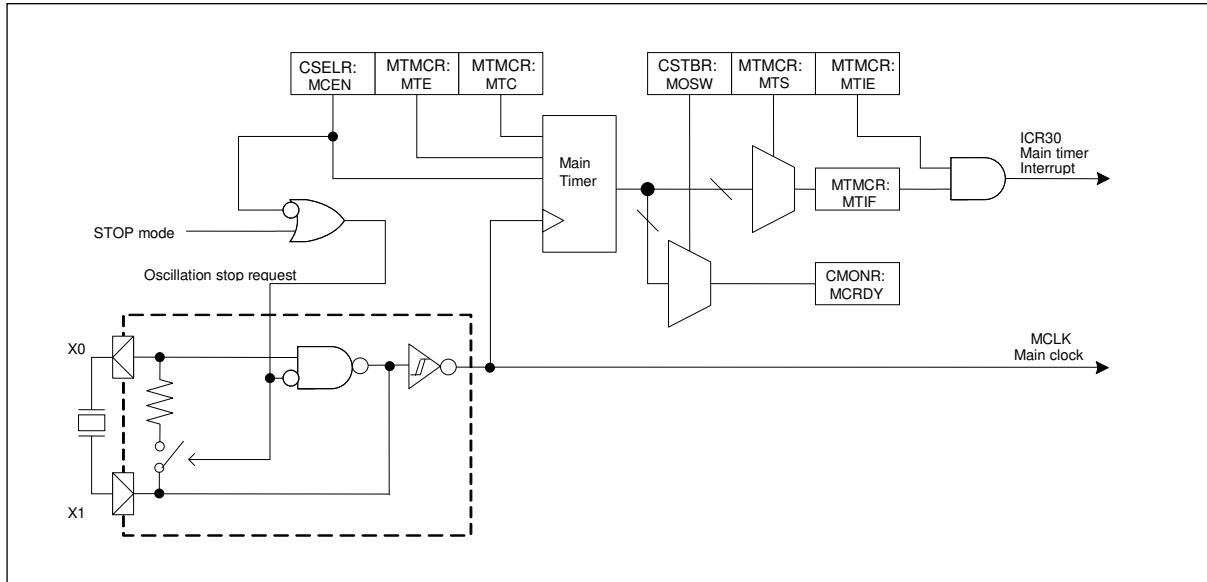 CSELR:
MCEN
MTMCR:
MTE
MTMCR:
MTC
CSTBR:
MOSW
MTMCR:
MTS
MTMCR:
MTIE
ICR30
Main timer
Interrupt
Main
Timer
MTMCR:
MTIF
STOP mode
Oscillation stop request
CMONR:
MCRDY
X0
MCLK
Main clock
X1